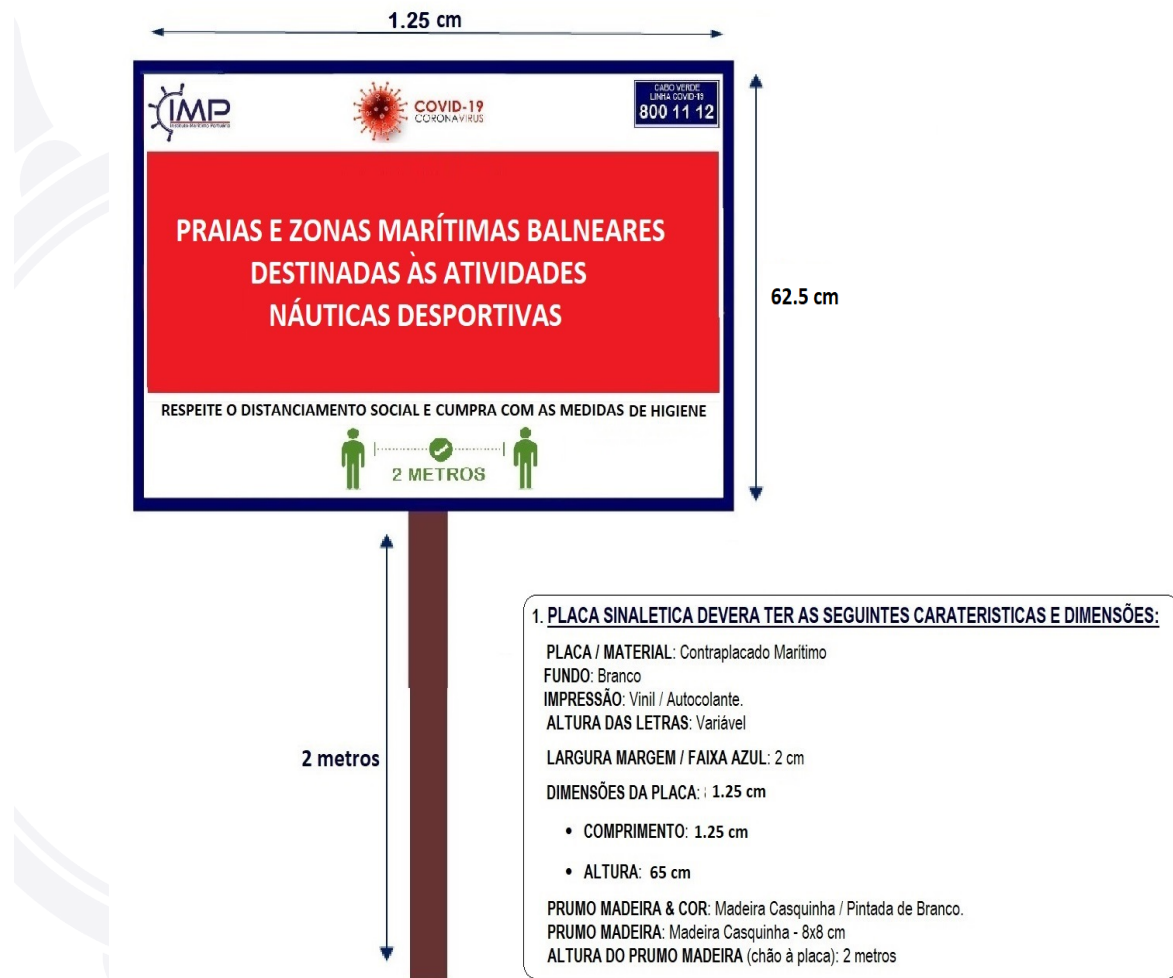 1.25 cm
IMP
Instituto Marítimo Portuário
COVID-19
CORONAVIRUS
CABO VERDE
LINHA COVID-19
800 11 12
PRAIAS E ZONAS MARÍTIMAS BALNEARES
DESTINADAS ÀS ATIVIDADES
NÁUTICAS DESPORTIVAS
62.5 cm
RESPEITE O DISTANCIAMENTO SOCIAL E CUMPRA COM AS MEDIDAS DE HIGIENE
2 METROS
2 metros
1. PLACA SINALETICA DEVERA TER AS SEGUINTES CARATERISTICAS E DIMENSÕES:
PLACA / MATERIAL: Contraplacado Maritimo
FUNDO: Branco
IMPRESSÃO: Vinil / Autocolante.
ALTURA DAS LETRAS: Variável
LARGURA MARGEM / FAIXA AZUL: 2 cm
DIMENSÕES DA PLACA: 1.25 cm
• COMPRIMENTO: 1.25 cm
• ALTURA: 65 cm
PRUMO MADEIRA & COR: Madeira Casquinha / Pintada de Branco.
PRUMO MADEIRA: Madeira Casquinha - 8x8 cm
ALTURA DO PRUMO MADEIRA (chão à placa): 2 metros